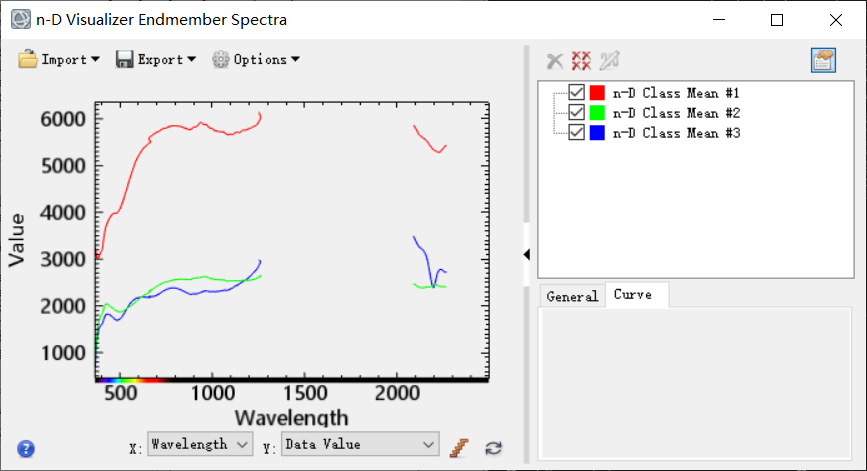 n-D Visualizer Endmember Spectra
Import Export Options
n-D Class Mean #1
n-D Class Mean #2
n-D Class Mean #3
6000
5000
4000
3000
2000
1000
Value
500 1000 1500 2000
Wavelength
General Curve
? X: Wavelength Y: Data Value